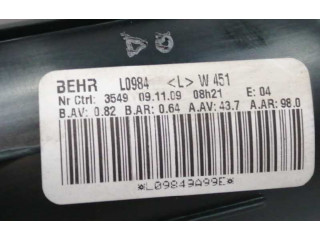 BEHR L0984 <L> W 451
Nr Ctrl: 3549 09.11.09 08h21 E: 04
B.AV: 0.82 B.AR: 0.64 A.AV: 43.7 A.AR: 98.0
*L09849A99E*